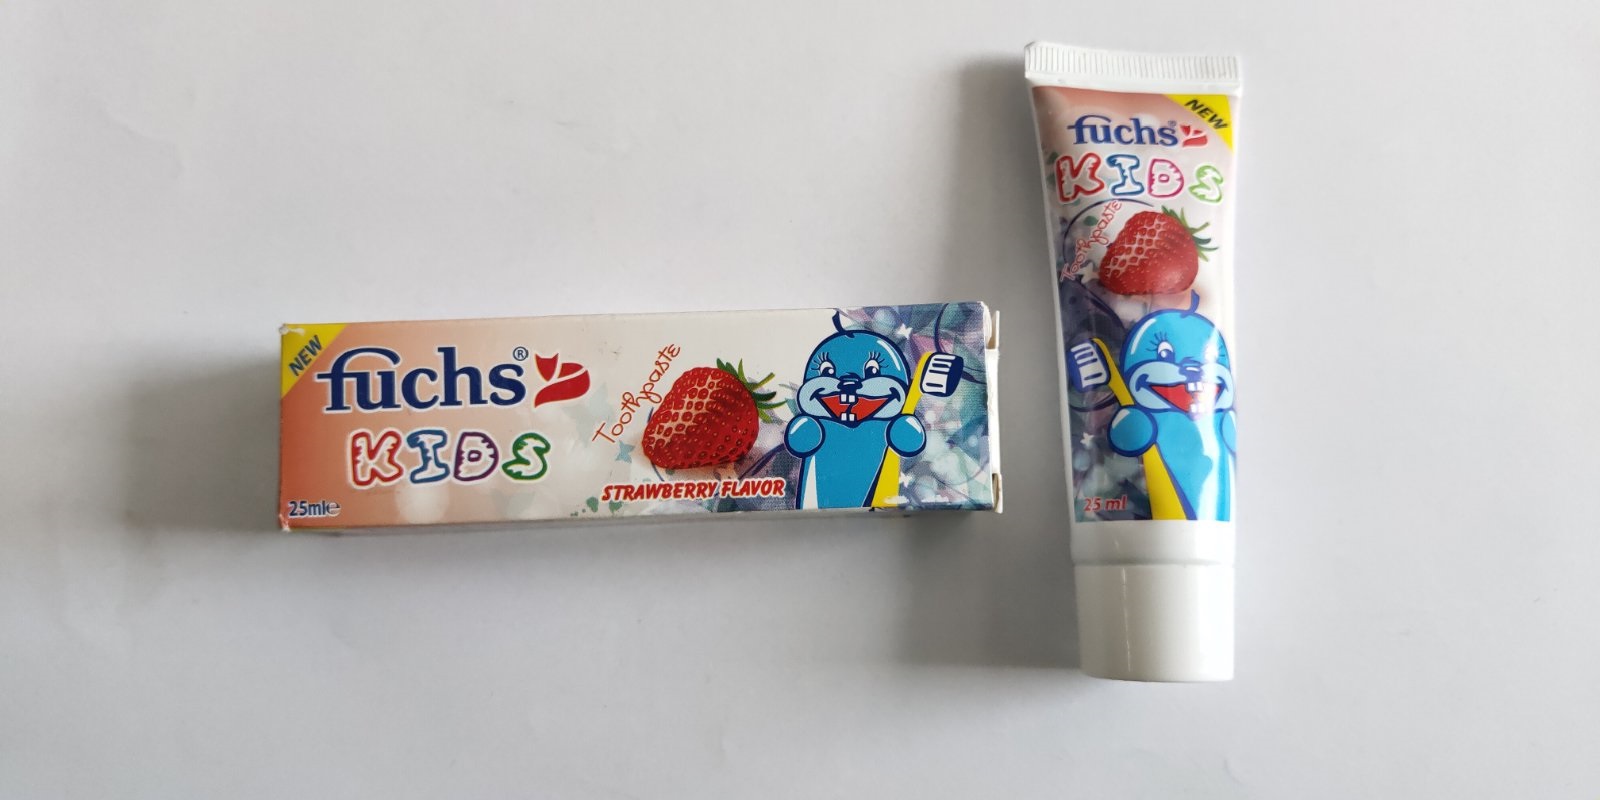 NEW
fuchs®
KIDS
Toothpaste
STRAWBERRY FLAVOR
25ml℮
NEW
fuchs®
KIDS
Toothpaste
25 ml